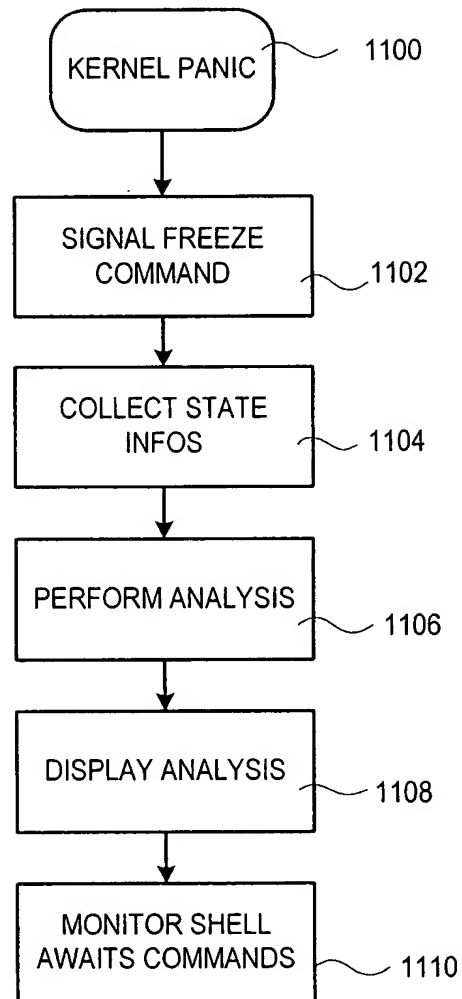 KERNEL PANIC
1100
SIGNAL FREEZE
COMMAND
1102
COLLECT STATE
INFOS
1104
PERFORM ANALYSIS
1106
DISPLAY ANALYSIS
1108
MONITOR SHELL
AWAITS COMMANDS
1110